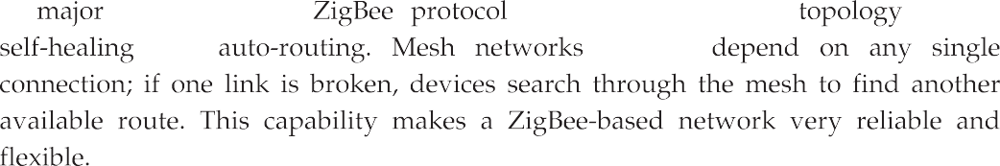 major ZigBee protocol topology
self-healing auto-routing. Mesh networks depend on any single
connection; if one link is broken, devices search through the mesh to find another
available route. This capability makes a ZigBee-based network very reliable and
flexible.